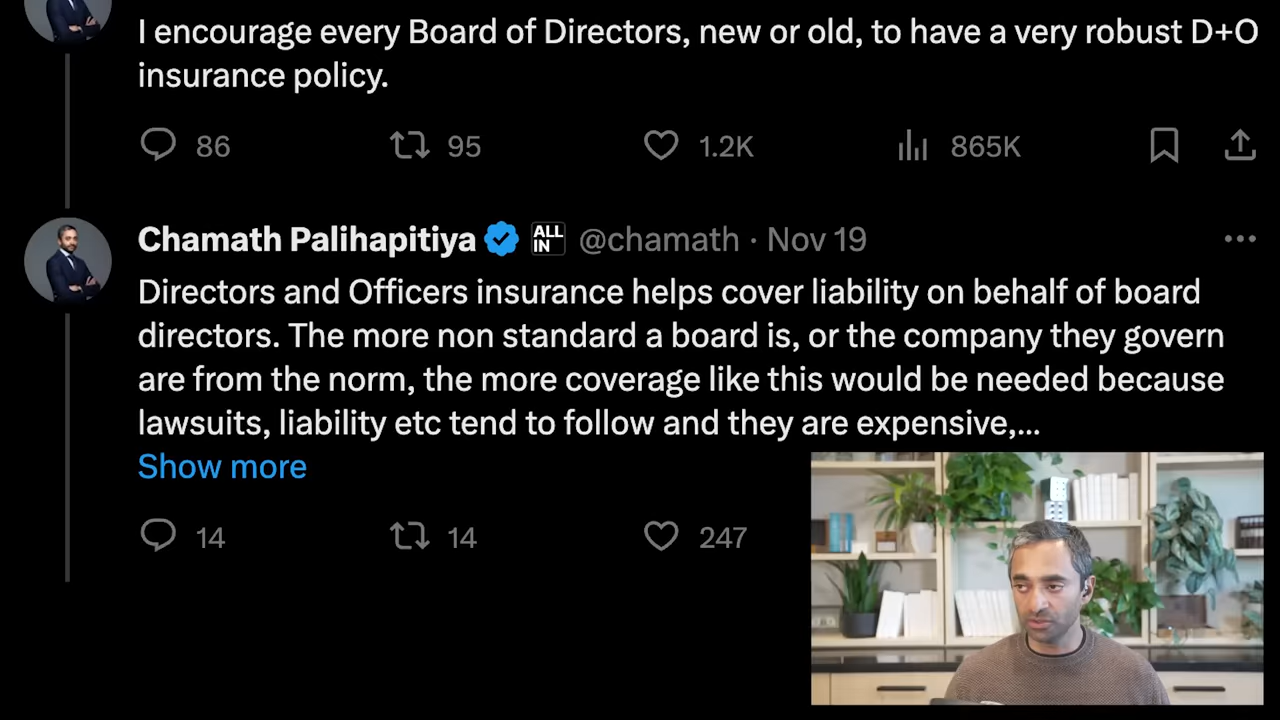 I encourage every Board of Directors, new or old, to have a very robust D+O
insurance policy.
86 95 1.2K 865K
Chamath Palihapitiya ALL IN @chamath · Nov 19
Directors and Officers insurance helps cover liability on behalf of board
directors. The more non standard a board is, or the company they govern
are from the norm, the more coverage like this would be needed because
lawsuits, liability etc tend to follow and they are expensive,...
Show more
14 14 247